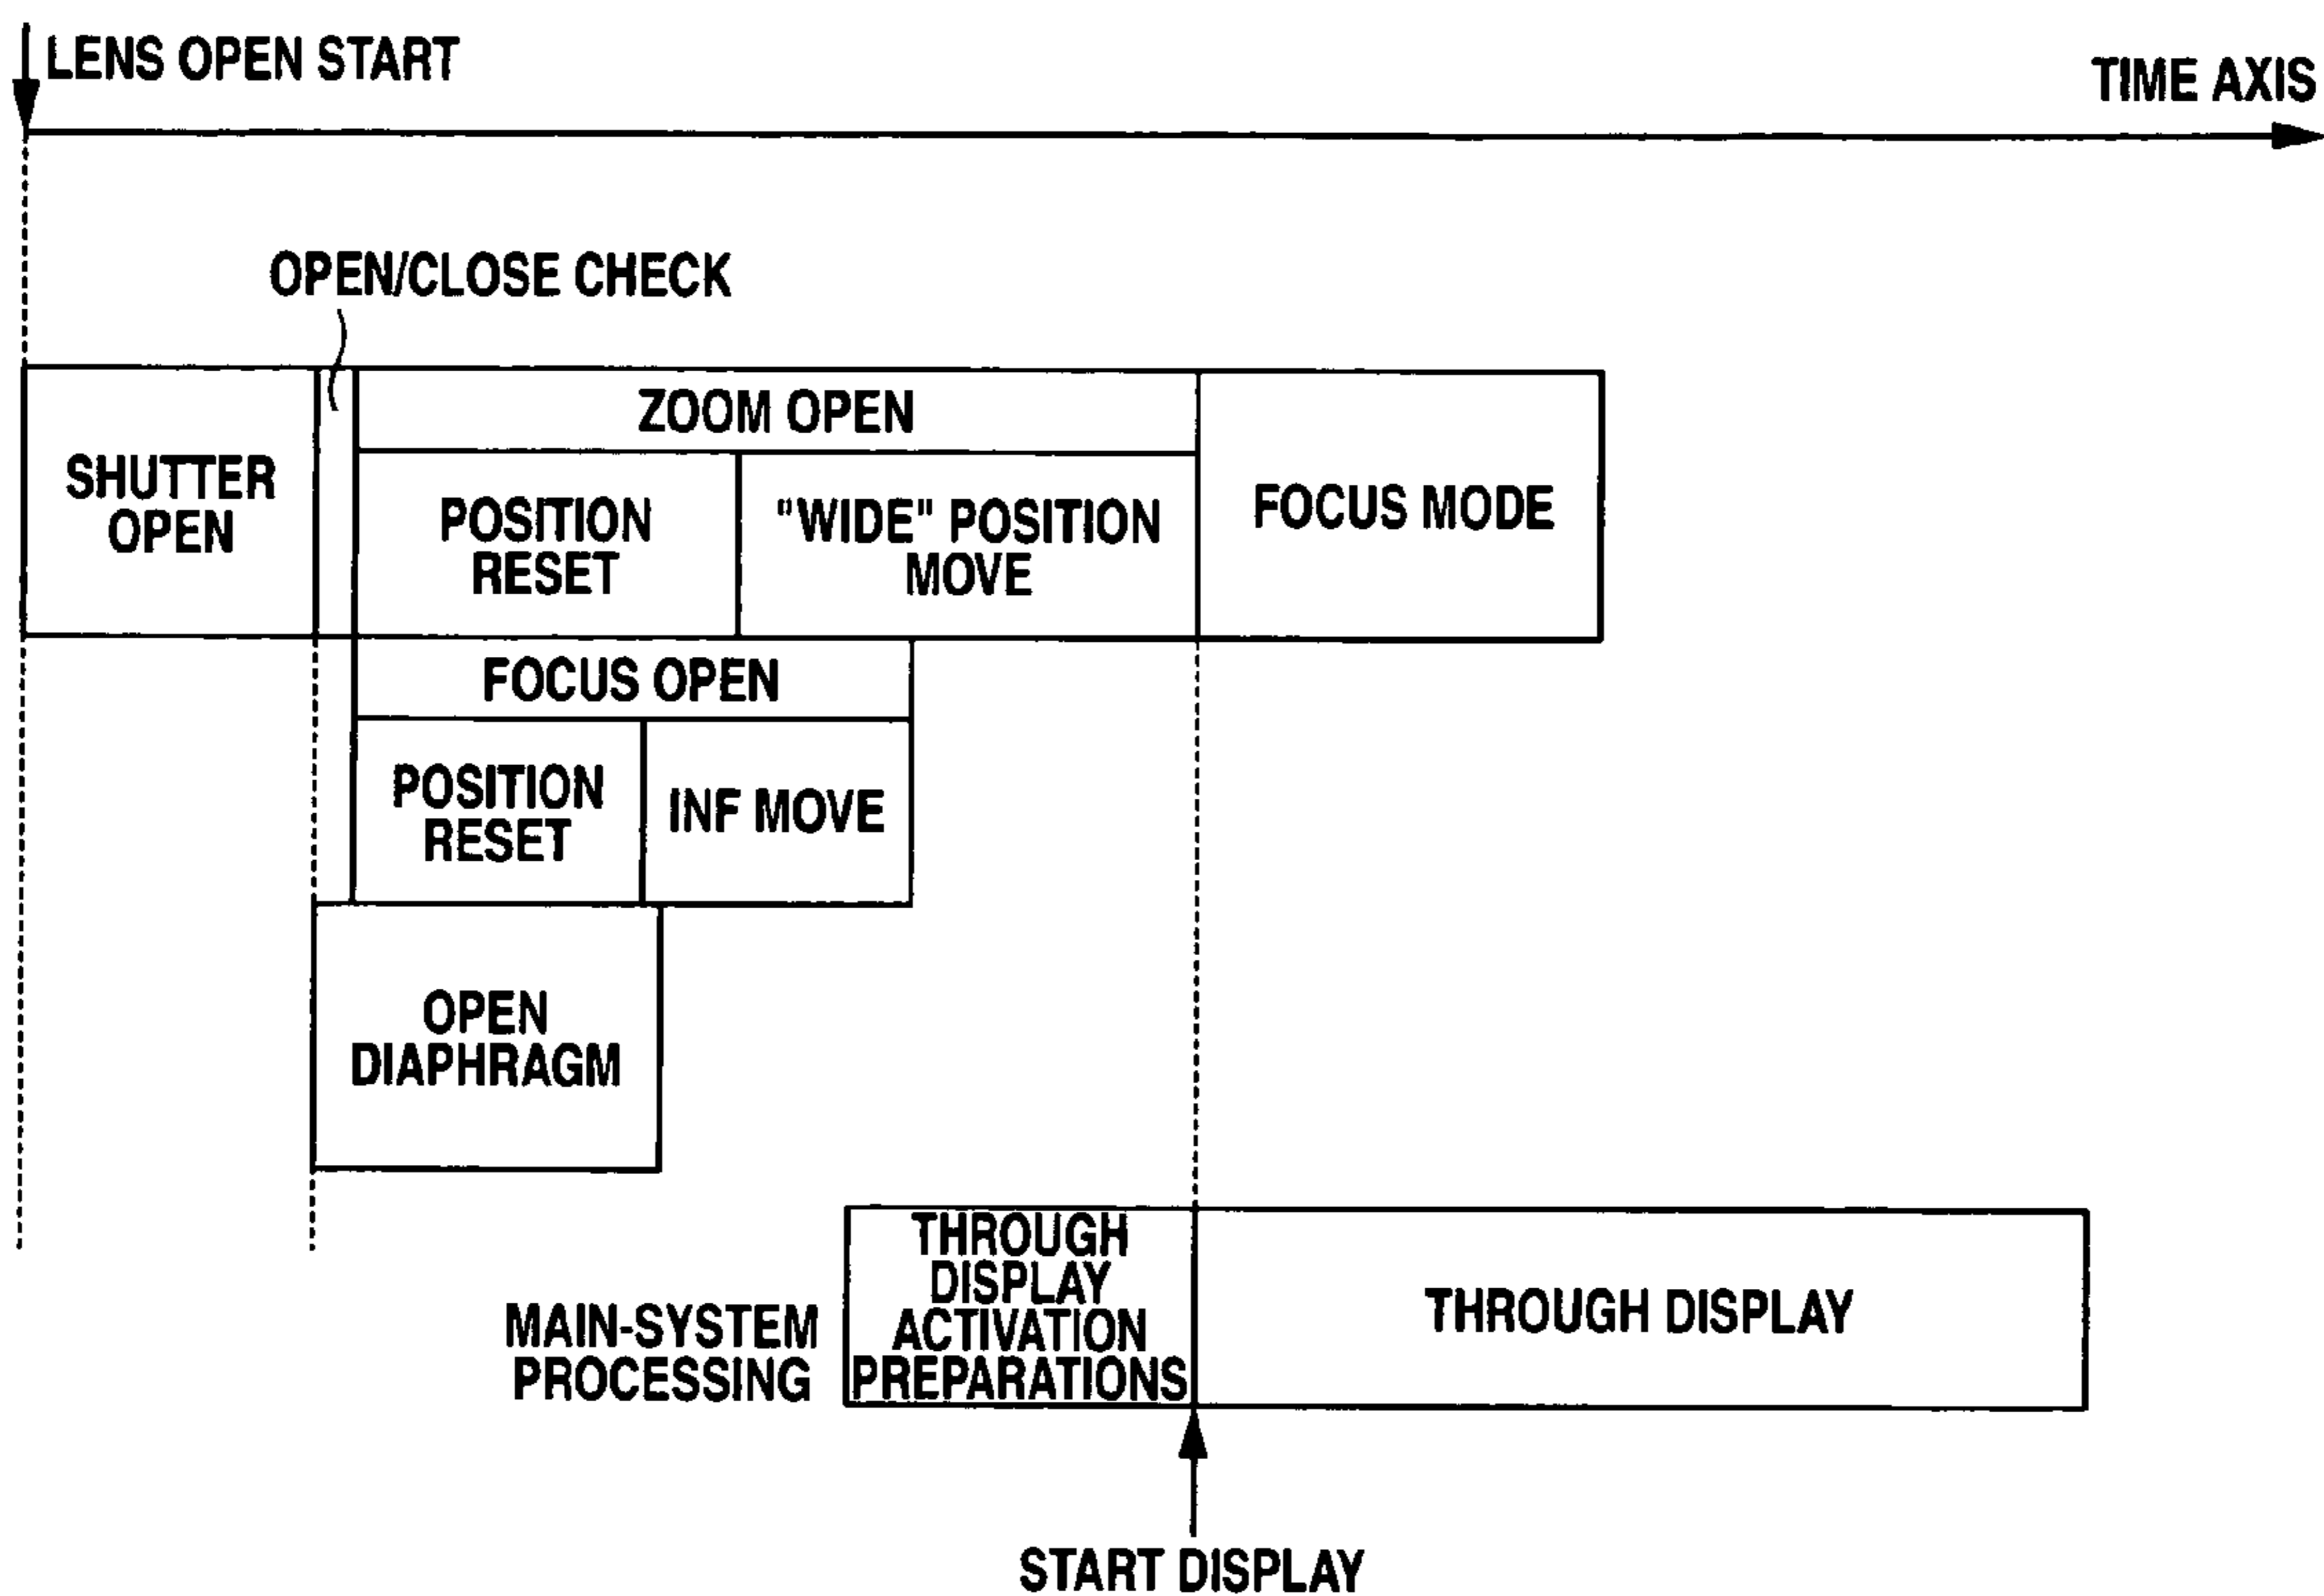 LENS OPEN START
TIME AXIS
OPEN/CLOSE CHECK
SHUTTER
OPEN
ZOOM OPEN
POSITION
RESET
"WIDE" POSITION
MOVE
FOCUS MODE
FOCUS OPEN
POSITION
RESET
INF MOVE
OPEN
DIAPHRAGM
MAIN-SYSTEM
PROCESSING
THROUGH
DISPLAY
ACTIVATION
PREPARATIONS
THROUGH DISPLAY
START DISPLAY